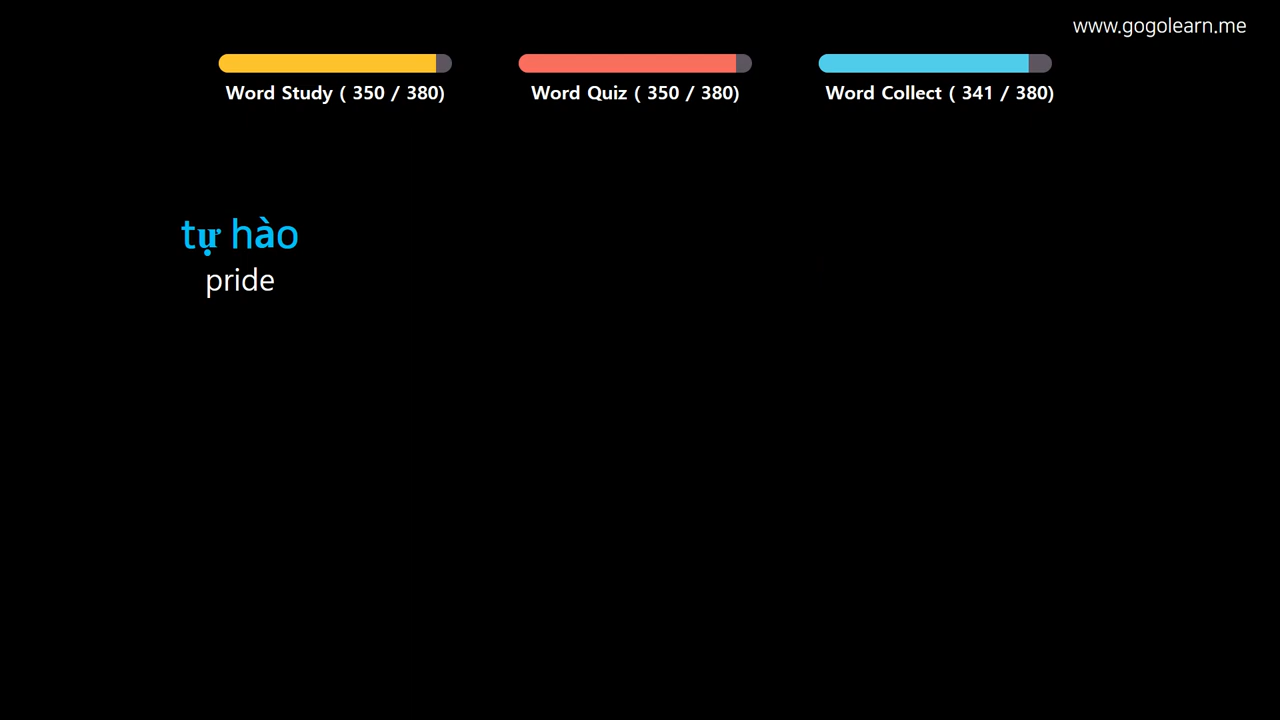 www.gogolearn.me
Word Study ( 350 / 380)
Word Quiz ( 350 / 380)
Word Collect ( 341 / 380)
tự hào
pride